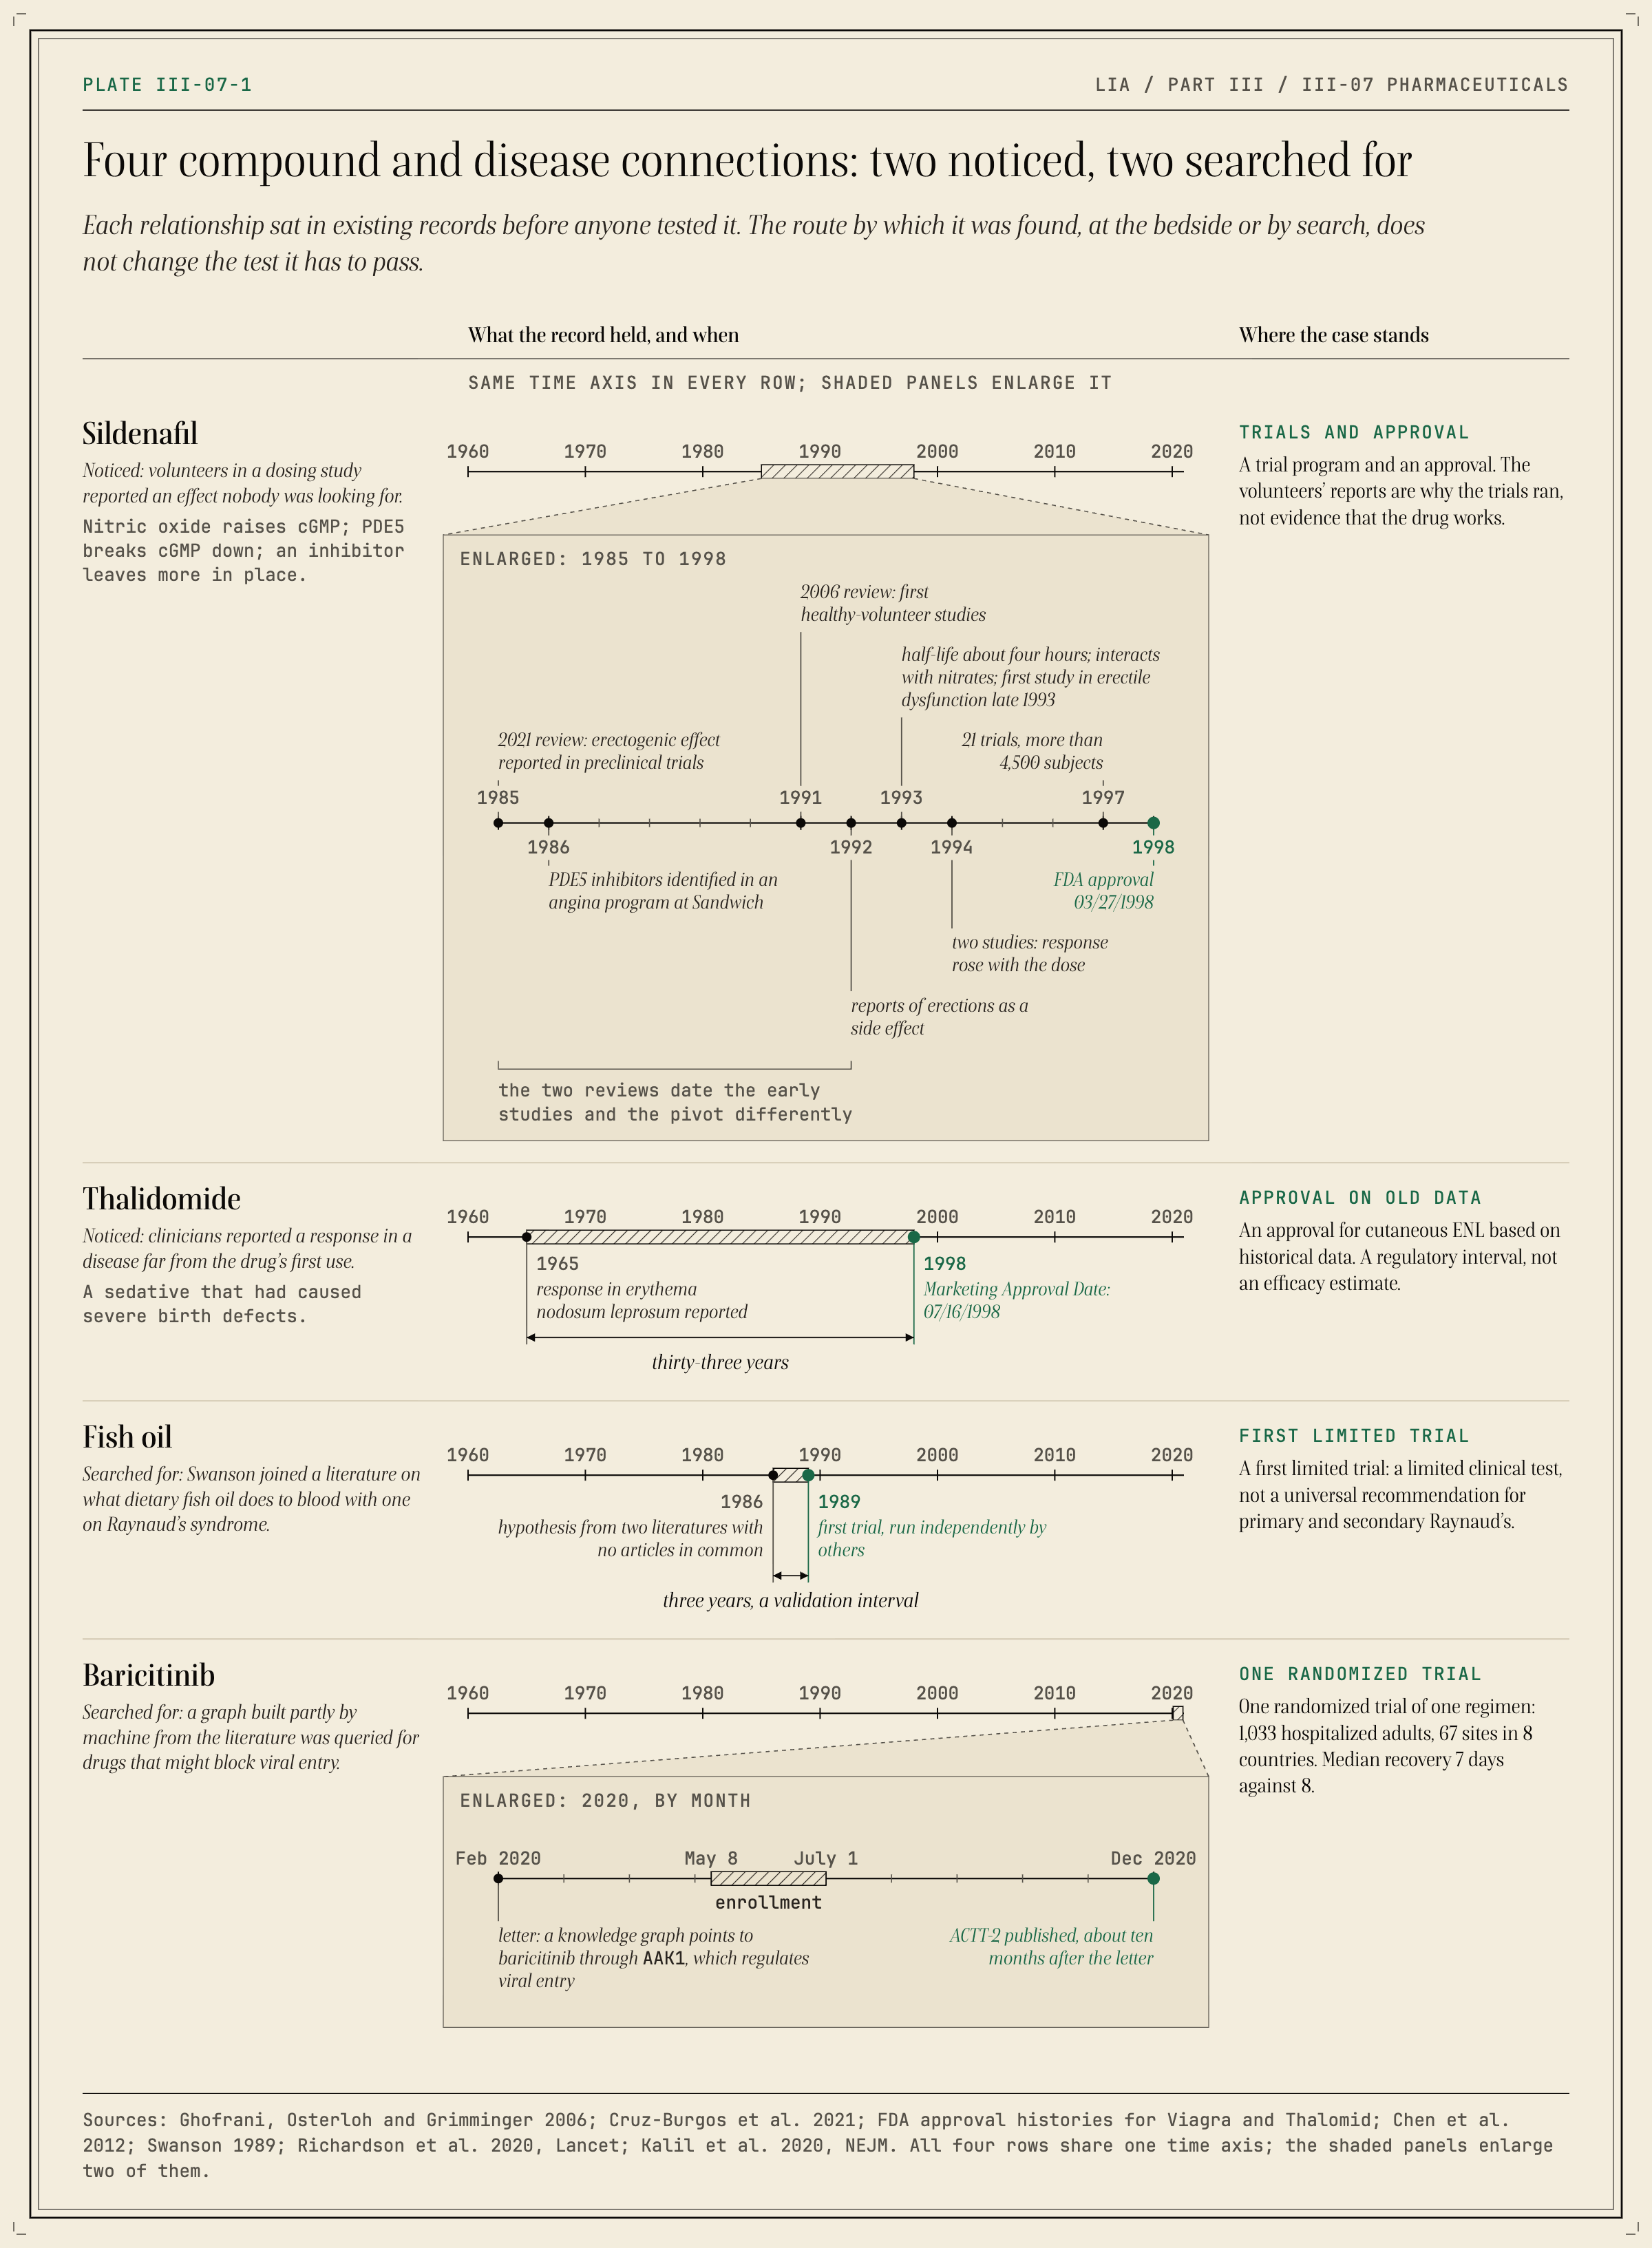 PLATE III-07-1
LIA / PART III / III-07 PHARMACEUTICALS
Four compound and disease connections: two noticed, two searched for
Each relationship sat in existing records before anyone tested it. The route by which it was found, at the bedside or by search, does
not change the test it has to pass.
What the record held, and when
Where the case stands
SAME TIME AXIS IN EVERY ROW; SHADED PANELS ENLARGE IT
Sildenafil
Noticed: volunteers in a dosing study
reported an effect nobody was looking for.
Nitric oxide raises cGMP; PDE5
breaks cGMP down; an inhibitor
leaves more in place.
1960 1970 1980 1990 2000 2010 2020
TRIALS AND APPROVAL
A trial program and an approval. The
volunteers’ reports are why the trials ran,
not evidence that the drug works.
ENLARGED: 1985 TO 1998
2006 review: first
healthy-volunteer studies
half-life about four hours; interacts
with nitrates; first study in erectile
dysfunction late 1993
2021 review: erectogenic effect
reported in preclinical trials
21 trials, more than
4,500 subjects
1985 1991 1993 1997
1986 1992 1994 1998
PDE5 inhibitors identified in an
angina program at Sandwich
FDA approval
03/27/1998
two studies: response
rose with the dose
reports of erections as a
side effect
the two reviews date the early
studies and the pivot differently
Thalidomide
Noticed: clinicians reported a response in a
disease far from the drug’s first use.
A sedative that had caused
severe birth defects.
1960 1970 1980 1990 2000 2010 2020
1965
response in erythema
nodosum leprosum reported
1998
Marketing Approval Date:
07/16/1998
thirty-three years
APPROVAL ON OLD DATA
An approval for cutaneous ENL based on
historical data. A regulatory interval, not
an efficacy estimate.
Fish oil
Searched for: Swanson joined a literature on
what dietary fish oil does to blood with one
on Raynaud’s syndrome.
1960 1970 1980 1990 2000 2010 2020
1986
hypothesis from two literatures with
no articles in common
1989
first trial, run independently by
others
three years, a validation interval
FIRST LIMITED TRIAL
A first limited trial: a limited clinical test,
not a universal recommendation for
primary and secondary Raynaud’s.
Baricitinib
Searched for: a graph built partly by
machine from the literature was queried for
drugs that might block viral entry.
1960 1970 1980 1990 2000 2010 2020
ONE RANDOMIZED TRIAL
One randomized trial of one regimen:
1,033 hospitalized adults, 67 sites in 8
countries. Median recovery 7 days
against 8.
ENLARGED: 2020, BY MONTH
Feb 2020 May 8 July 1 Dec 2020
enrollment
letter: a knowledge graph points to
baricitinib through AAK1, which regulates
viral entry
ACTT-2 published, about ten
months after the letter
Sources: Ghofrani, Osterloh and Grimminger 2006; Cruz-Burgos et al. 2021; FDA approval histories for Viagra and Thalomid; Chen et al.
2012; Swanson 1989; Richardson et al. 2020, Lancet; Kalil et al. 2020, NEJM. All four rows share one time axis; the shaded panels enlarge
two of them.